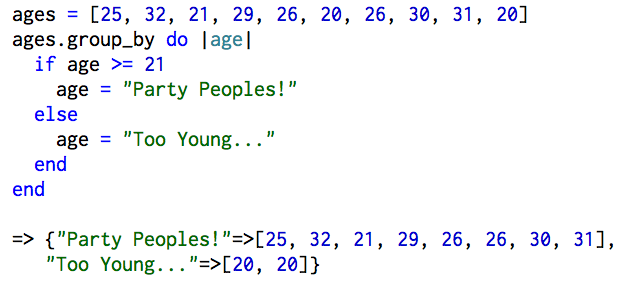 ages = [25, 32, 21, 29, 26, 20, 26, 30, 31, 20]
ages.group_by do |age|
  if age >= 21
    age = "Party Peoples!"
  else
    age = "Too Young..."
  end
end

=> {"Party Peoples!"=>[25, 32, 21, 29, 26, 26, 30, 31],
   "Too Young..."=>[20, 20]}